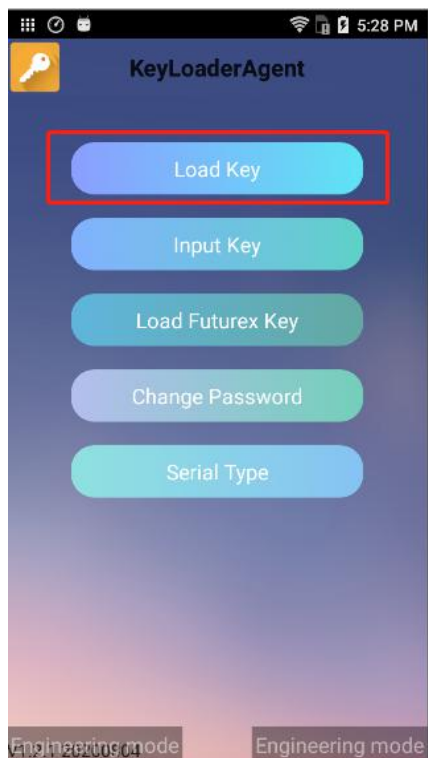 5:28 PM
KeyLoaderAgent
Load Key
Input Key
Load Futurex Key
Change Password
Serial Type
Engineering mode
Engineering mode